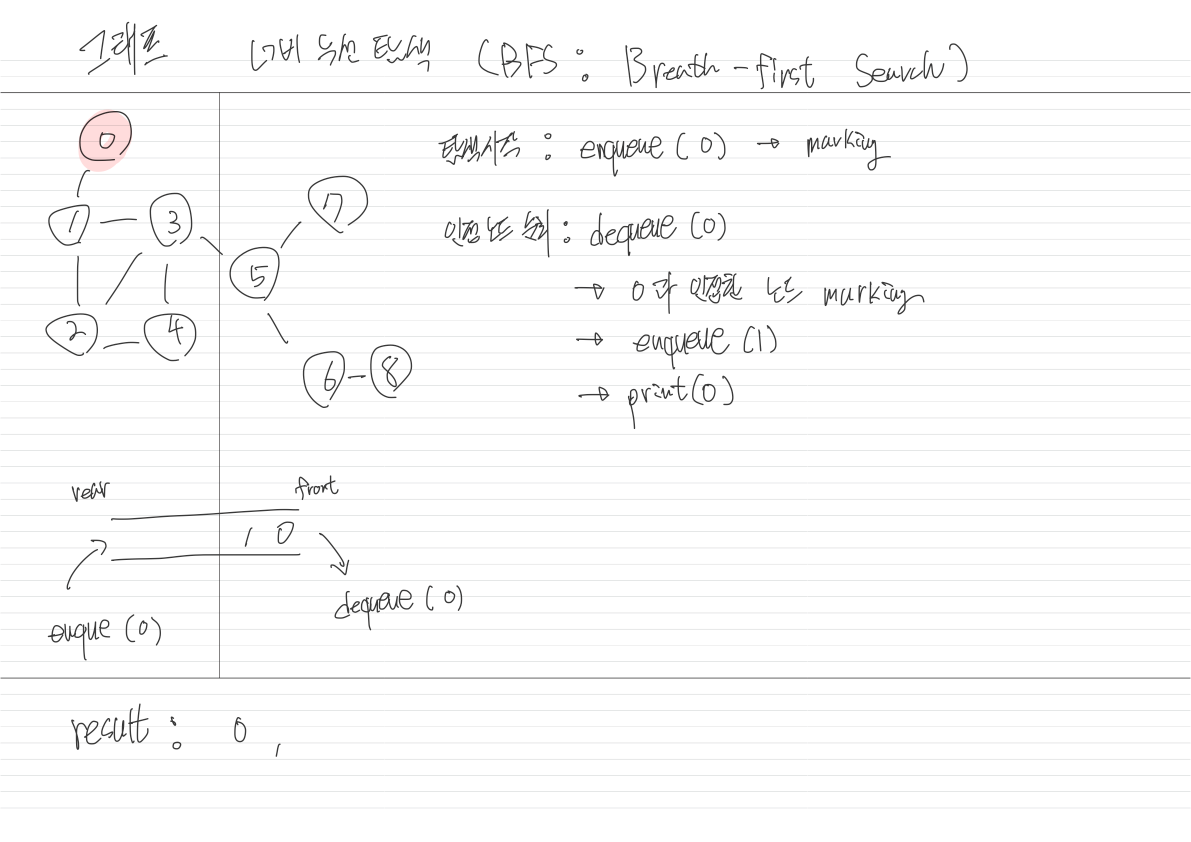 그래프 너비 우선 탐색 (BFS : Breath-first Search)
0
탐색시작 : enqueue (0) → marking
1 3 7
인접 노드 : dequeue (0)
5
→ 0과 인접한 노드 marking
2 4
→ enqueue (1)
6 8
→ print(0)
rear front
1 0
dequeue (0)
enque (0)
result : 0 ,